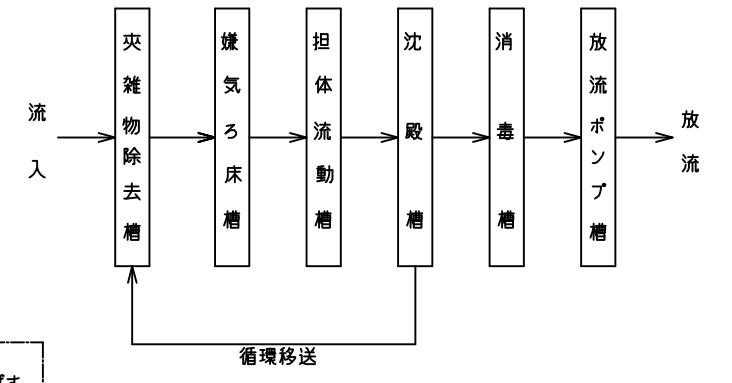 流入
夾雑物除去槽
嫌気ろ床槽
担体流動槽
沈殿槽
消毒槽
放流ポンプ槽
放流
循環移送